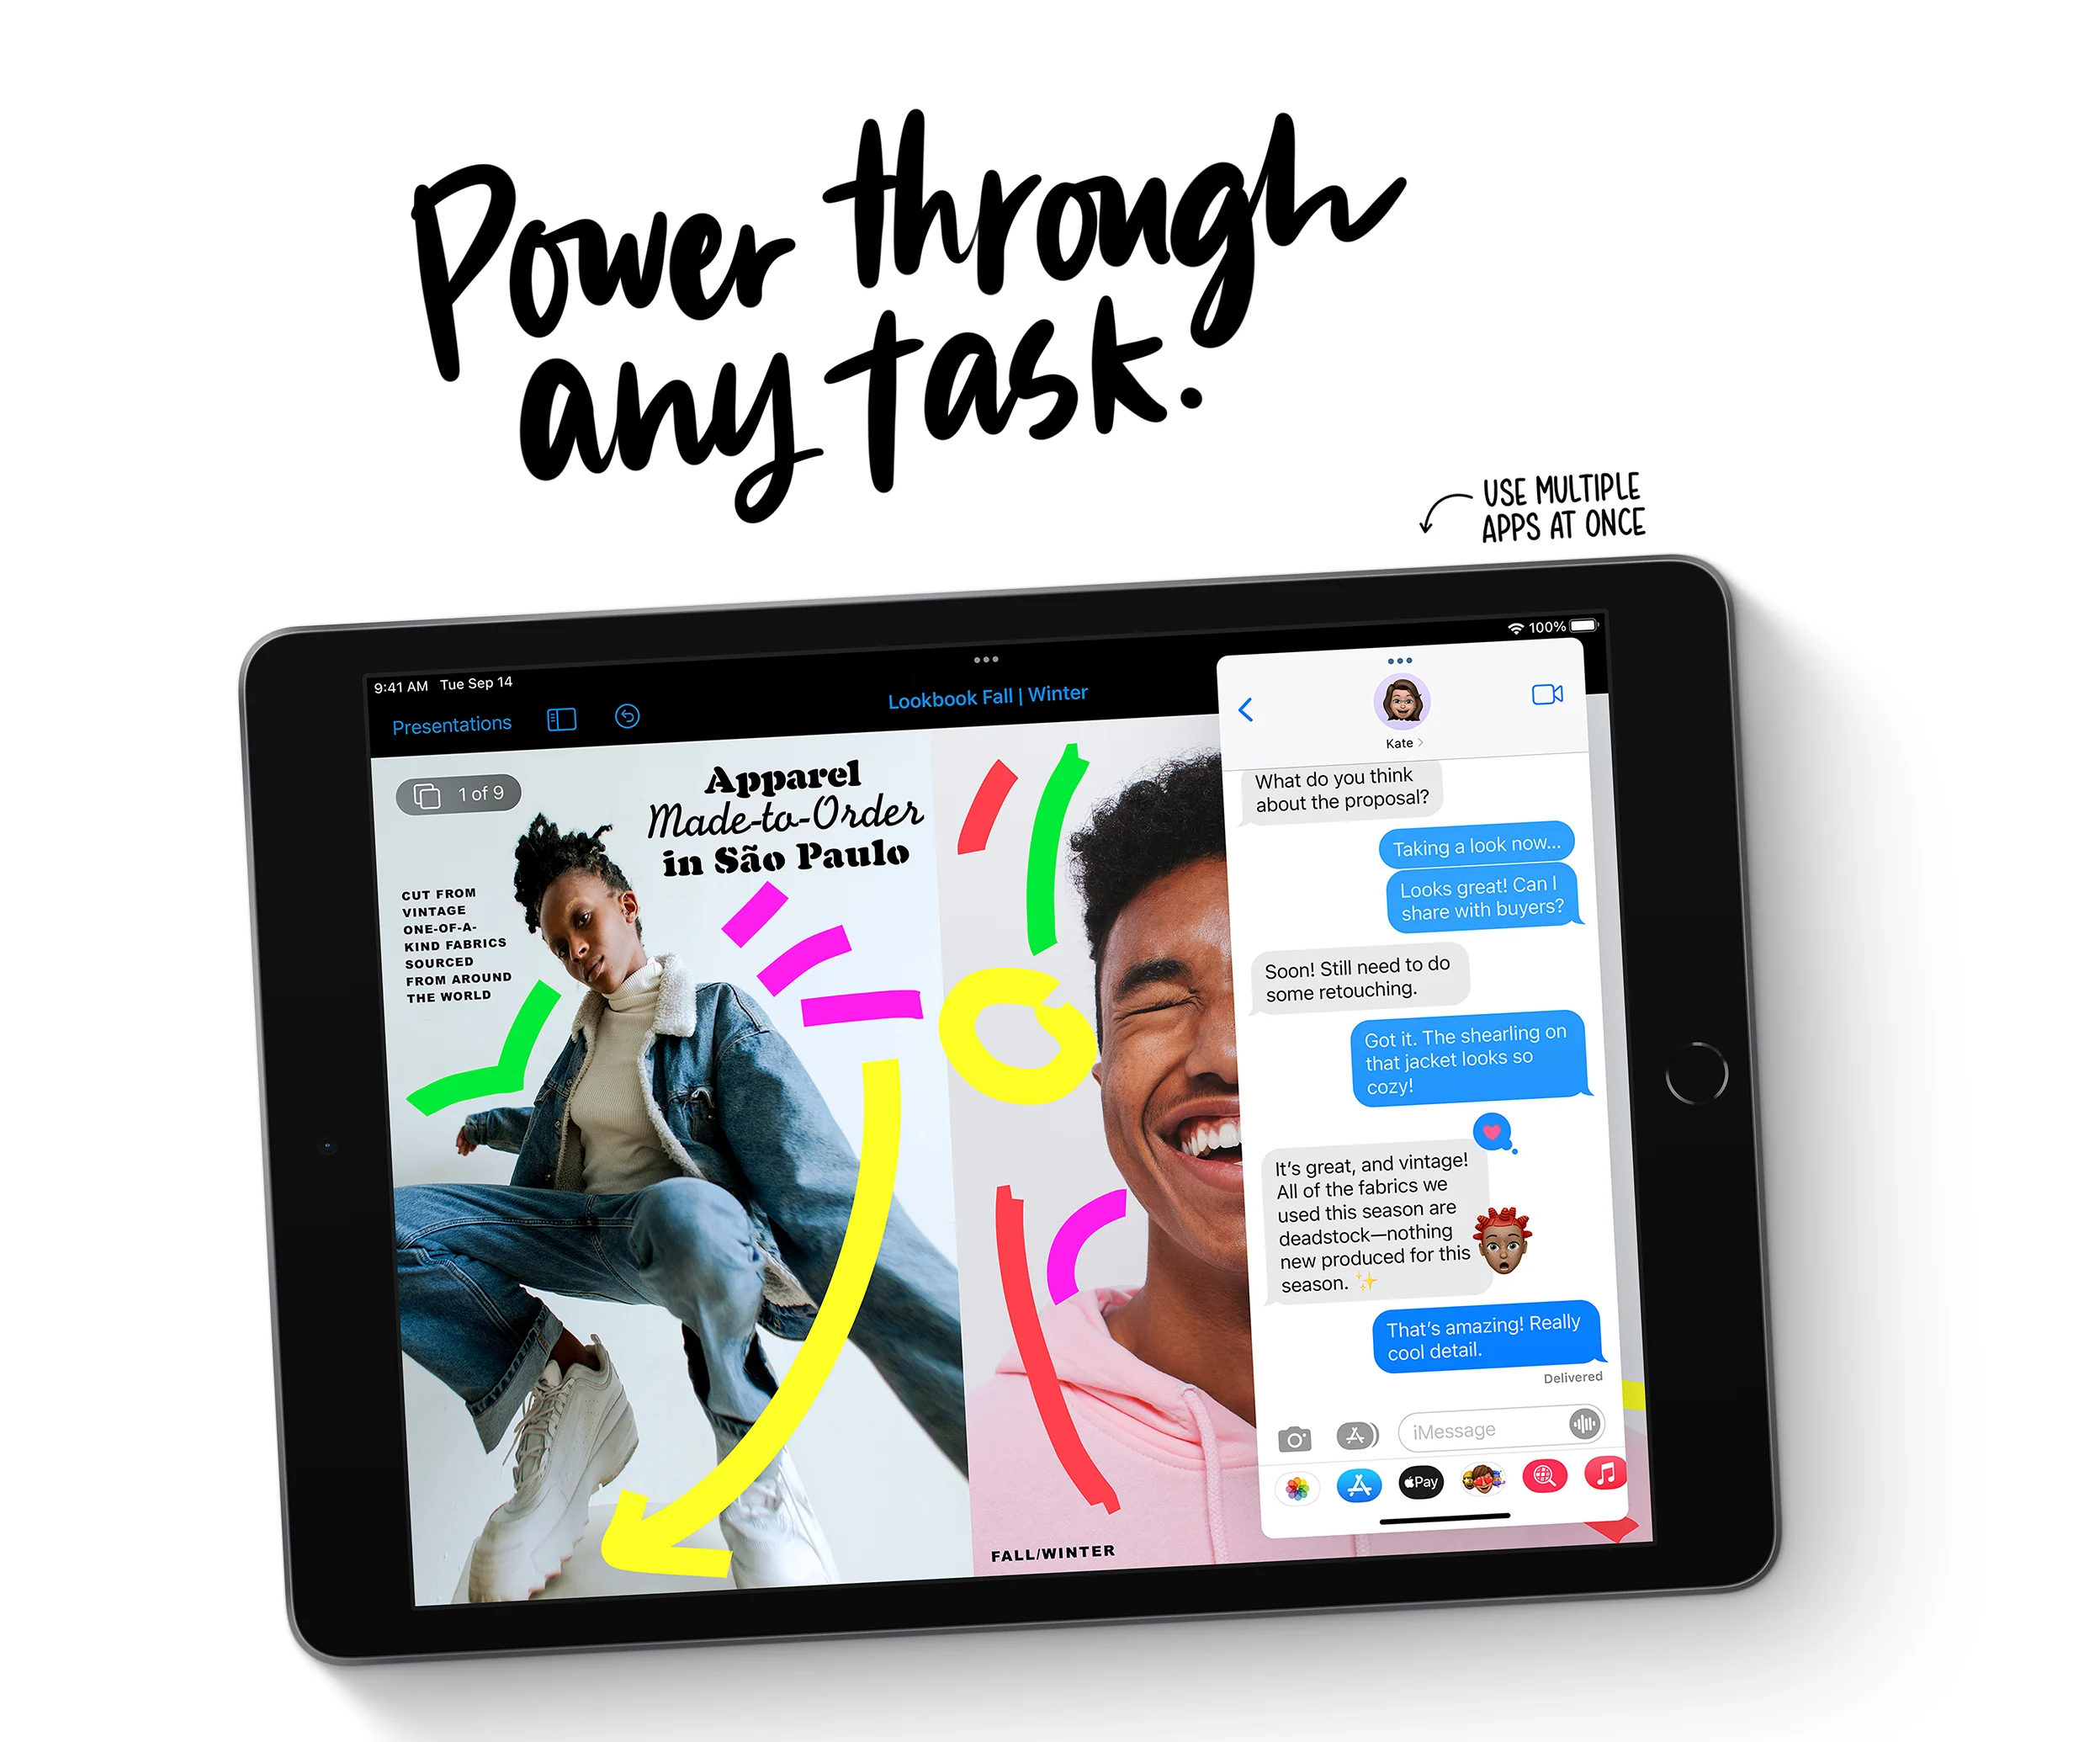 Power through
any task.
USE MULTIPLE
APPS AT ONCE
9:41 AM Tue Sep 14
100%
Presentations
Lookbook Fall | Winter
1 of 9
Apparel
Made-to-Order
in São Paulo
CUT FROM
VINTAGE
ONE-OF-A-
KIND FABRICS
SOURCED
FROM AROUND
THE WORLD
FALL/WINTER
Kate
What do you think
about the proposal?
Taking a look now...
Looks great! Can I
share with buyers?
Soon! Still need to do
some retouching.
Got it. The shearling on
that jacket looks so
cozy!
It's great, and vintage!
All of the fabrics we
used this season are
deadstock—nothing
new produced for this
season. ✨
That's amazing! Really
cool detail.
Delivered
iMessage
Pay